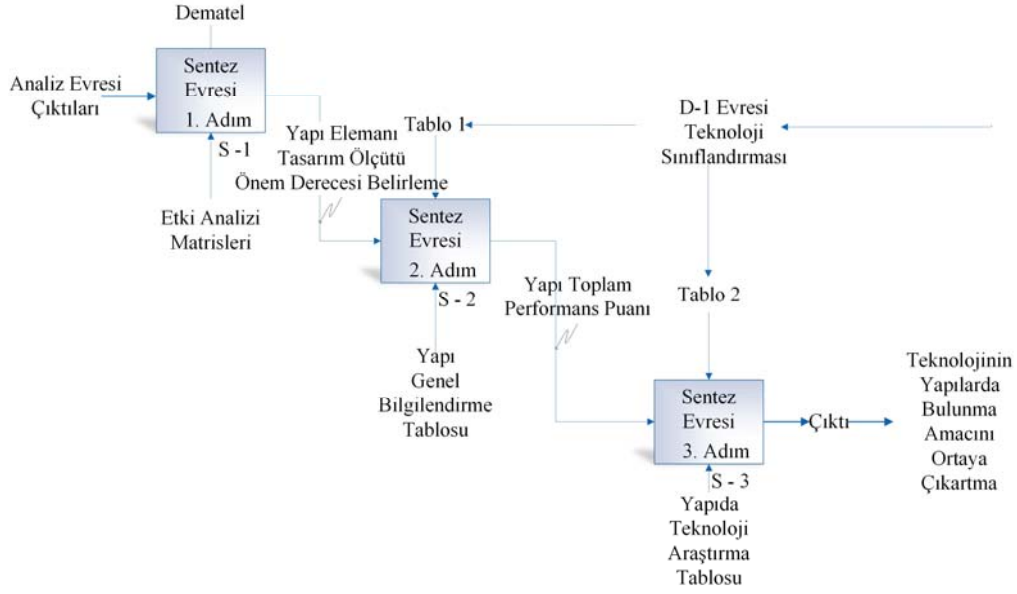 Dematel
Sentez
Evresi
1. Adım
S -1
Analiz Evresi
Çıktıları
Etki Analizi
Matrisleri
Yapı Elemanı
Tasarım Ölçütü
Önem Derecesi Belirleme
Tablo 1
D-1 Evresi
Teknoloji
Sınıflandırması
Sentez
Evresi
2. Adım
S - 2
Yapı
Genel
Bilgilendirme
Tablosu
Yapı Toplam
Performans Puanı
Tablo 2
Sentez
Evresi
3. Adım
S - 3
Yapıda
Teknoloji
Araştırma
Tablosu
Çıktı
Teknolojinin
Yapılarda
Bulunma
Amacını
Ortaya
Çıkartma